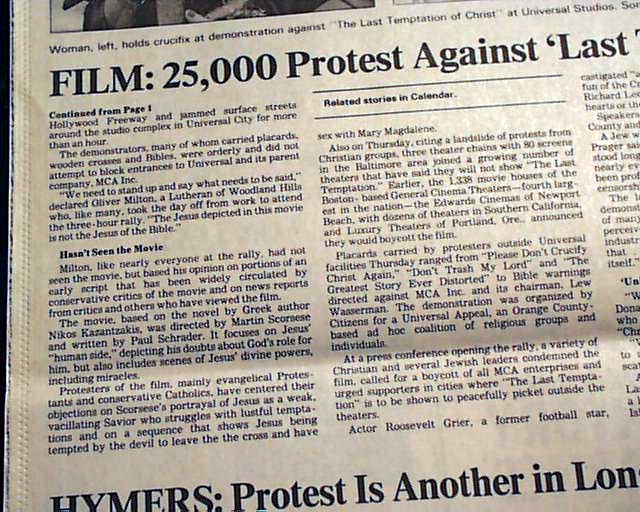 Woman, left, holds crucifix at demonstration against "The Last Temptation of Christ" at Universal Studios.
FILM: 25,000 Protest Against 'Last
Continued from Page 1
Hollywood Freeway and jammed surface streets
around the studio complex in Universal City for more
than an hour.
The demonstrators, many of whom carried placards,
wooden crosses and Bibles, were orderly and did not
attempt to block entrances to Universal and its parent
company, MCA Inc.
"We need to stand up and say what needs to be said,"
declared Oliver Milton, a Lutheran of Woodland Hills
who, like many, took the day off from work to attend
the three-hour rally. "The Jesus depicted in this movie
is not the Jesus of the Bible."
Hasn't Seen the Movie
Milton, like nearly everyone at the rally, had not
seen the movie, but based his opinion on portions of an
early script that has been widely circulated by
conservative critics of the movie and on news reports
from critics and others who have viewed the film.
The movie, based on the novel by Greek author
Nikos Kazantzakis, was directed by Martin Scorsese
and written by Paul Schrader. It focuses on Jesus'
"human side," depicting his doubts about God's role for
him, but also includes scenes of Jesus' divine powers,
including miracles.
Protesters of the film, mainly evangelical Protes-
tants and conservative Catholics, have centered their
objections on Scorsese's portrayal of Jesus as a weak,
vacillating Savior who struggles with lustful tempta-
tions and on a sequence that shows Jesus being
tempted by the devil to leave the cross and have
Related stories in Calendar.
sex with Mary Magdalene.
Also on Thursday, citing a landslide of protests from
Christian groups, three theater chains with 80 screens
in the Baltimore area joined a growing number of
theaters that have said they will not show "The Last
Temptation." Earlier, the 1,338 movie houses of the
Boston-based General Cinema Theaters—fourth larg-
est in the nation—the Edwards Cinemas of Newport
Beach, with dozens of theaters in Southern California,
and Luxury Theaters of Portland, Ore., announced
they would boycott the film.
Placards carried by protesters outside Universal
facilities Thursday ranged from "Please Don't Crucify
Christ Again," "Don't Trash My Lord" and "The
Greatest Story Ever Distorted" to Bible warnings
directed against MCA Inc. and its chairman, Lew
Wasserman. The demonstration was organized by
Citizens for a Universal Appeal, an Orange County-
based ad hoc coalition of religious groups and
individuals.
At a press conference opening the rally, a variety of
Christian and several Jewish leaders condemned the
film, called for a boycott of all MCA enterprises and
urged supporters in cities where "The Last Tempta-
tion" is to be shown to peacefully picket outside the
theaters.
Actor Roosevelt Grier, a former football star,
castigated
fun of the
Richard
hearts or
Speakers
County and
A Jew
Prager
stood
nearly
been
HYMERS: Protest Is Another in